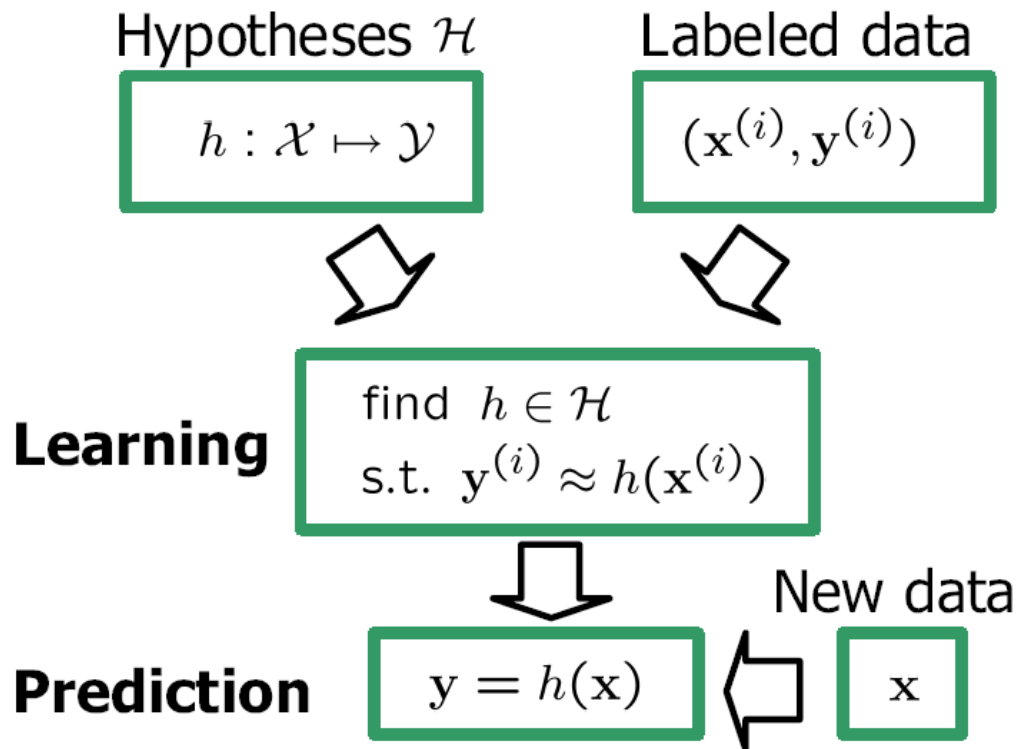 Hypotheses ℋ
Labeled data
h : 𝒳 ↦ 𝒴
(x^(i), y^(i))
find h ∈ ℋ
Learning
s.t. y^(i) ≈ h(x^(i))
New data
Prediction
y = h(x)
x